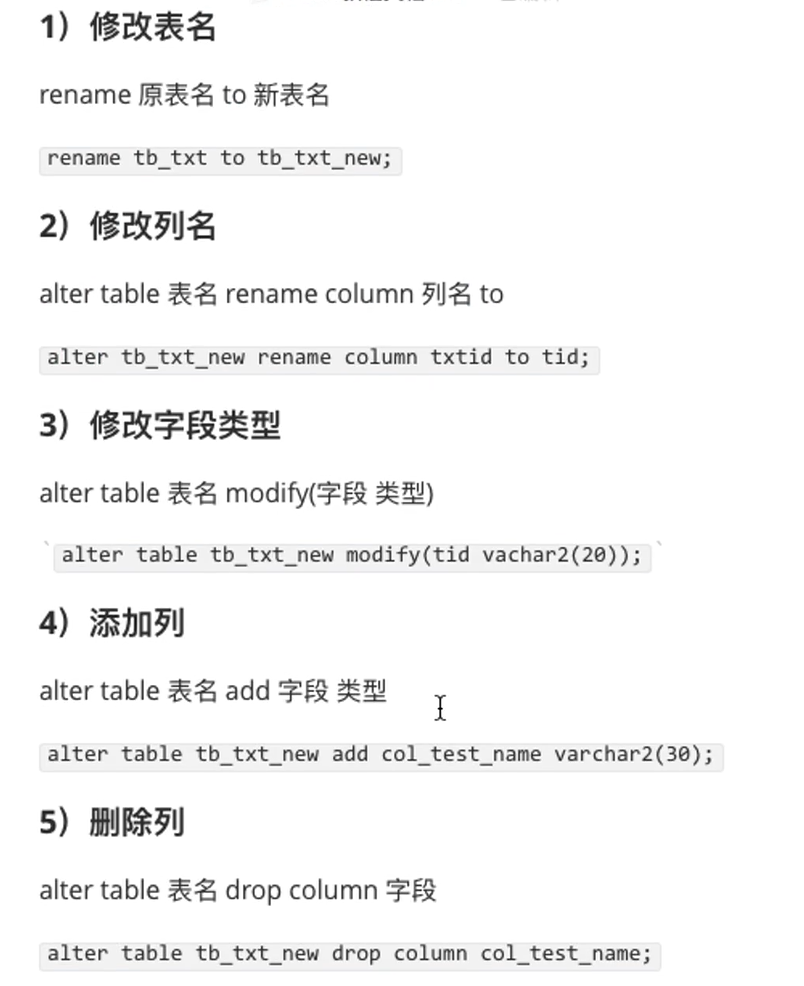 1）修改表名
rename 原表名 to 新表名
rename tb_txt to tb_txt_new;
2）修改列名
alter table 表名 rename column 列名 to
alter tb_txt_new rename column txtid to tid;
3）修改字段类型
alter table 表名 modify(字段 类型)
` alter table tb_txt_new modify(tid vachar2(20)); `
4）添加列
alter table 表名 add 字段 类型
alter table tb_txt_new add col_test_name varchar2(30);
5）删除列
alter table 表名 drop column 字段
alter table tb_txt_new drop column col_test_name;